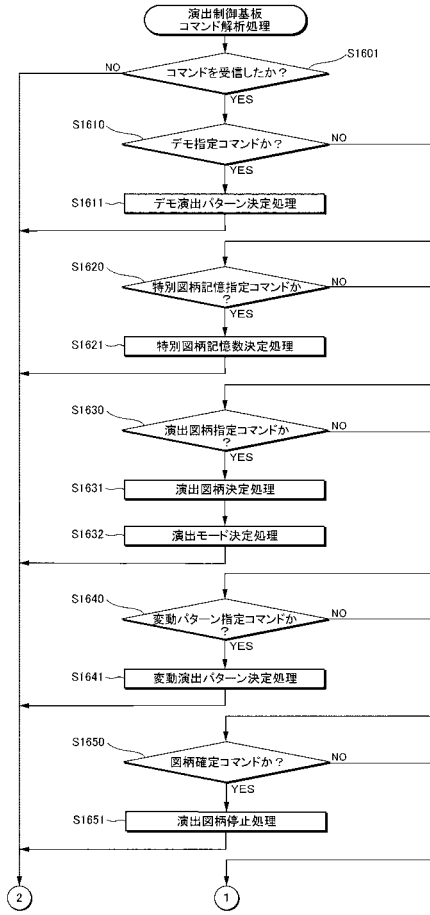 演出制御基板
コマンド解析処理
S1601
コマンドを受信したか？
NO
YES
S1610
デモ指定コマンドか？
NO
YES
S1611
デモ演出パターン決定処理
S1620
特別図柄記憶指定コマンドか
？
NO
YES
S1621
特別図柄記憶数決定処理
S1630
演出図柄指定コマンドか
？
NO
YES
S1631
演出図柄決定処理
S1632
演出モード決定処理
S1640
変動パターン指定コマンドか
？
NO
YES
S1641
変動演出パターン決定処理
S1650
図柄確定コマンドか？
NO
YES
S1651
演出図柄停止処理
2
1